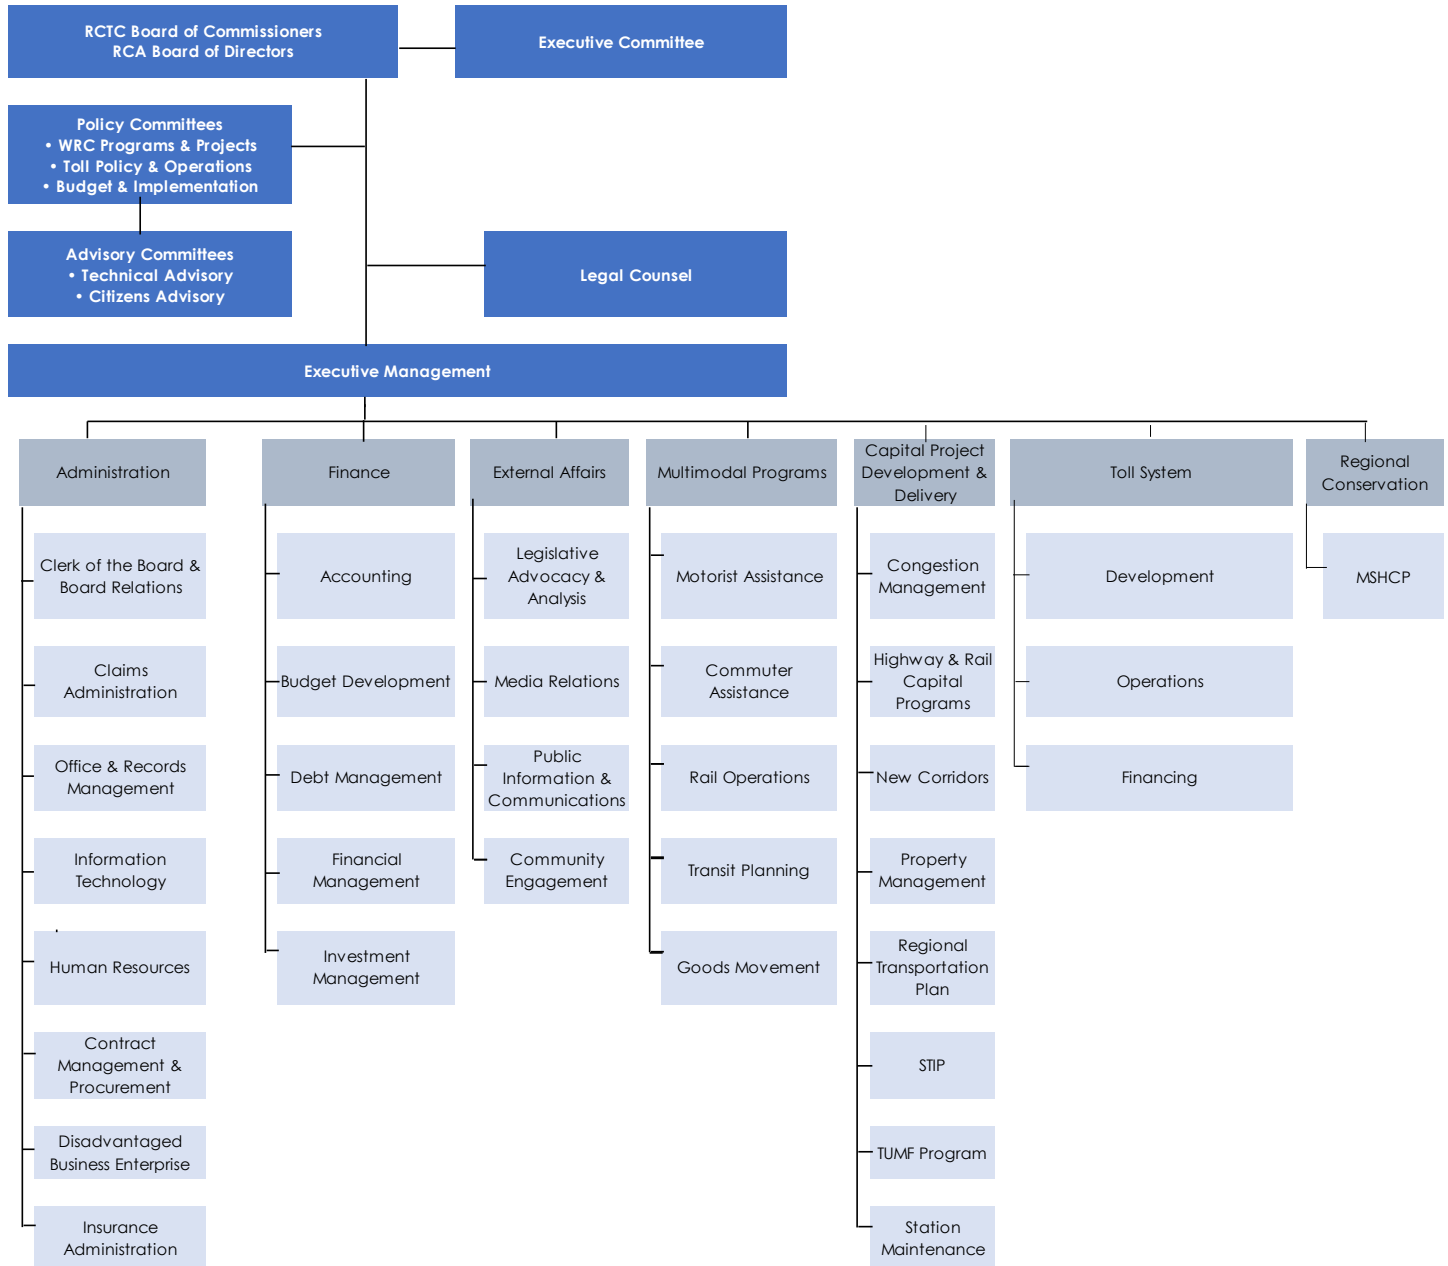 RCTC Board of Commissioners
RCA Board of Directors
Executive Committee
Policy Committees
• WRC Programs & Projects
• Toll Policy & Operations
• Budget & Implementation
Advisory Committees
• Technical Advisory
• Citizens Advisory
Legal Counsel
Executive Management
Administration
Clerk of the Board &
Board Relations
Claims
Administration
Office & Records
Management
Information
Technology
Human Resources
Contract
Management &
Procurement
Disadvantaged
Business Enterprise
Insurance
Administration
Finance
Accounting
Budget Development
Debt Management
Financial
Management
Investment
Management
External Affairs
Legislative
Advocacy &
Analysis
Media Relations
Public
Information &
Communications
Community
Engagement
Multimodal Programs
Motorist Assistance
Commuter
Assistance
Rail Operations
Transit Planning
Goods Movement
Capital Project
Development &
Delivery
Congestion
Management
Highway & Rail
Capital
Programs
New Corridors
Property
Management
Regional
Transportation
Plan
STIP
TUMF Program
Station
Maintenance
Toll System
Development
Operations
Financing
Regional
Conservation
MSHCP